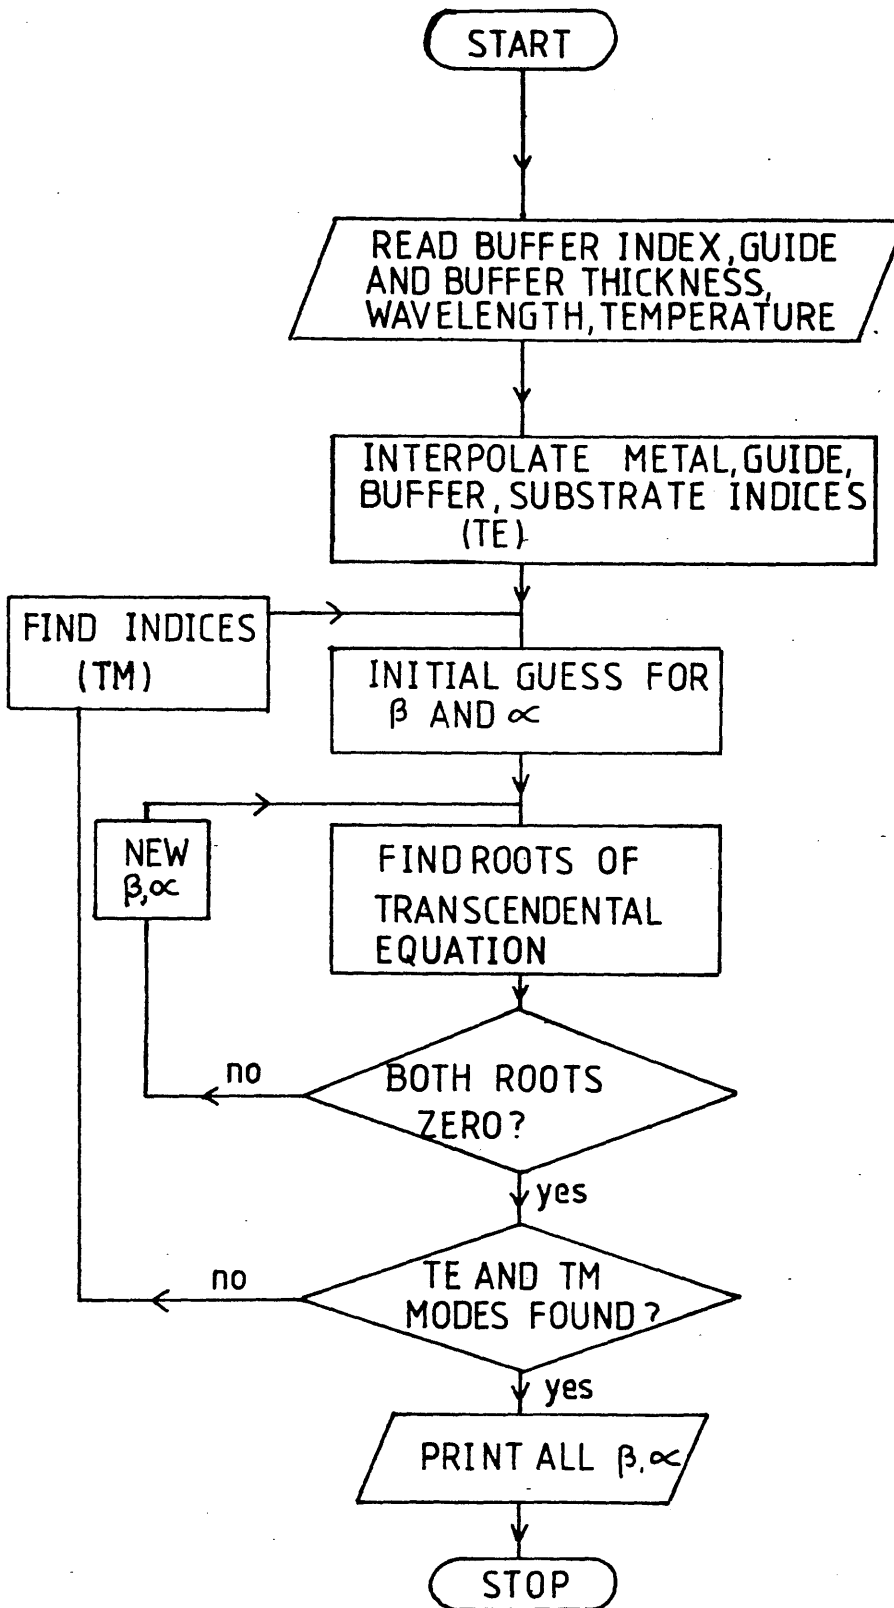 START
READ BUFFER INDEX, GUIDE
AND BUFFER THICKNESS,
WAVELENGTH, TEMPERATURE
INTERPOLATE METAL, GUIDE,
BUFFER, SUBSTRATE INDICES
(TE)
FIND INDICES
(TM)
INITIAL GUESS FOR
β AND ∝
NEW
β,∝
FIND ROOTS OF
TRANSCENDENTAL
EQUATION
no
BOTH ROOTS
ZERO?
yes
no
TE AND TM
MODES FOUND?
yes
PRINT ALL β,∝
STOP